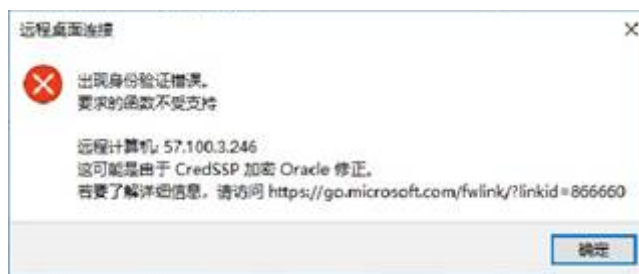 远程桌面连接
出现身份验证错误。
要求的函数不受支持
远程计算机: 57.100.3.246
这可能是由于 CredSSP 加密 Oracle 修正。
若要了解详细信息，请访问 https://go.microsoft.com/fwlink/?linkid=866660
确定